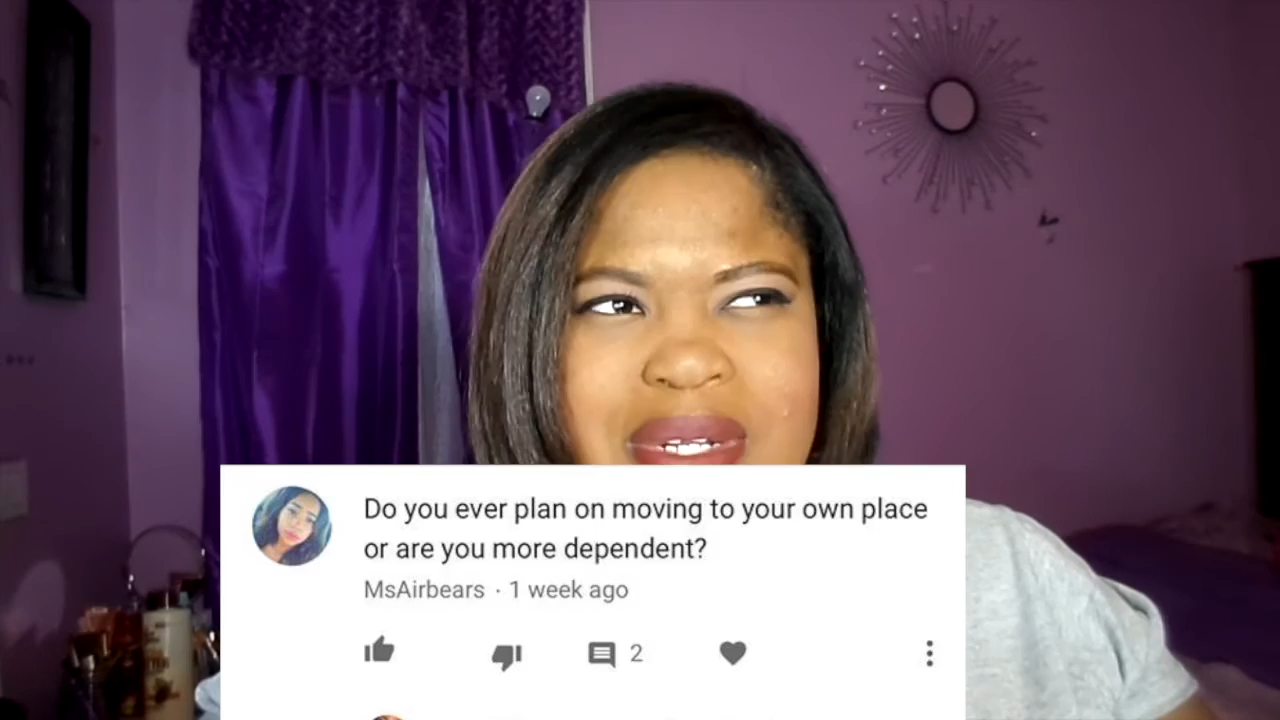 Do you ever plan on moving to your own place
or are you more dependent?
MsAirbears · 1 week ago
2